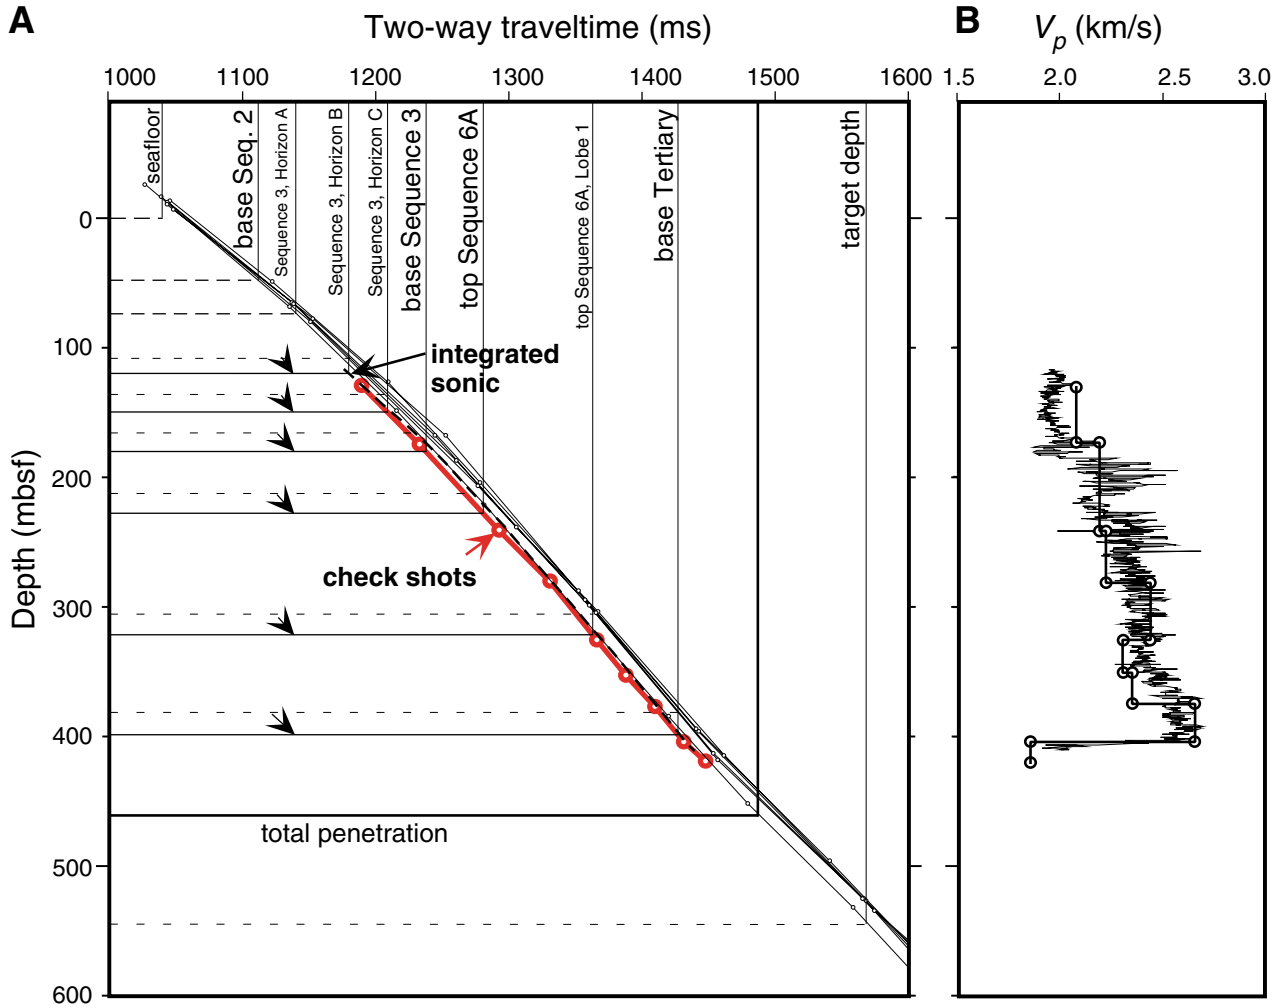 A
Two-way traveltime (ms)
B
Vp (km/s)
1000 1100 1200 1300 1400 1500 1600
1.5 2.0 2.5 3.0
seafloor
base Seq. 2
Sequence 3, Horizon A
Sequence 3, Horizon B
Sequence 3, Horizon C
base Sequence 3
top Sequence 6A
top Sequence 6A, Lobe 1
base Tertiary
target depth
Depth (mbsf)
0
100
200
300
400
500
600
integrated
sonic
check shots
total penetration